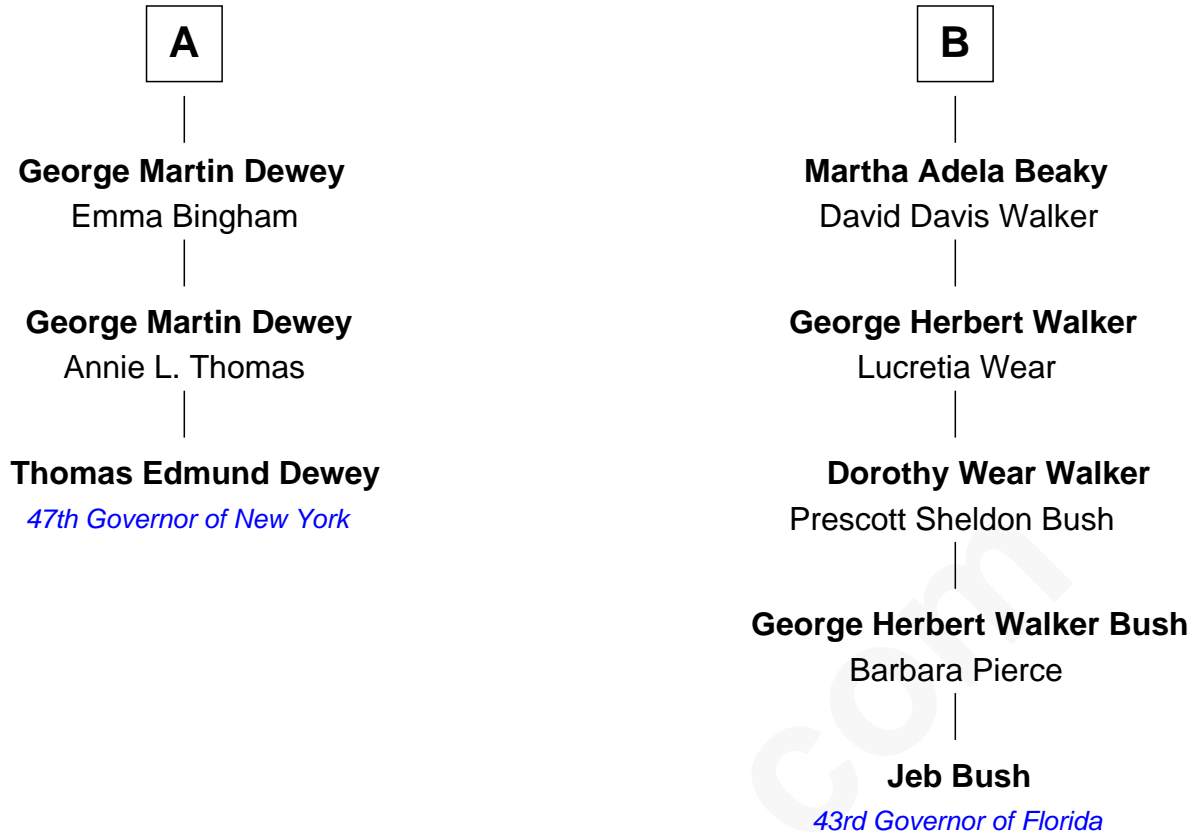 A
George Martin Dewey
Emma Bingham
George Martin Dewey
Annie L. Thomas
Thomas Edmund Dewey
47th Governor of New York
B
Martha Adela Beaky
David Davis Walker
George Herbert Walker
Lucretia Wear
Dorothy Wear Walker
Prescott Sheldon Bush
George Herbert Walker Bush
Barbara Pierce
Jeb Bush
43rd Governor of Florida
com